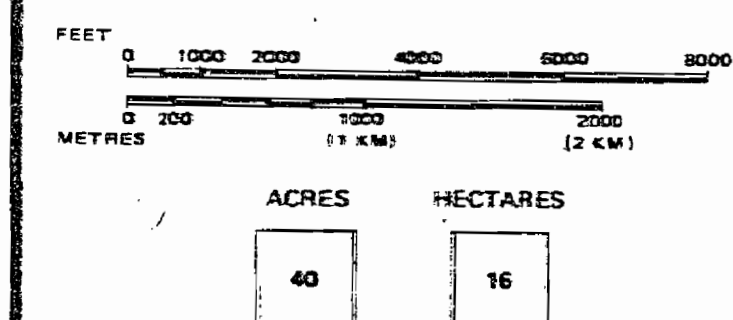 FEET
0 1000 2000 4000 6000 8000
0 200 1000 2000
METRES (1 KM) (2 KM)
ACRES HECTARES
40 16